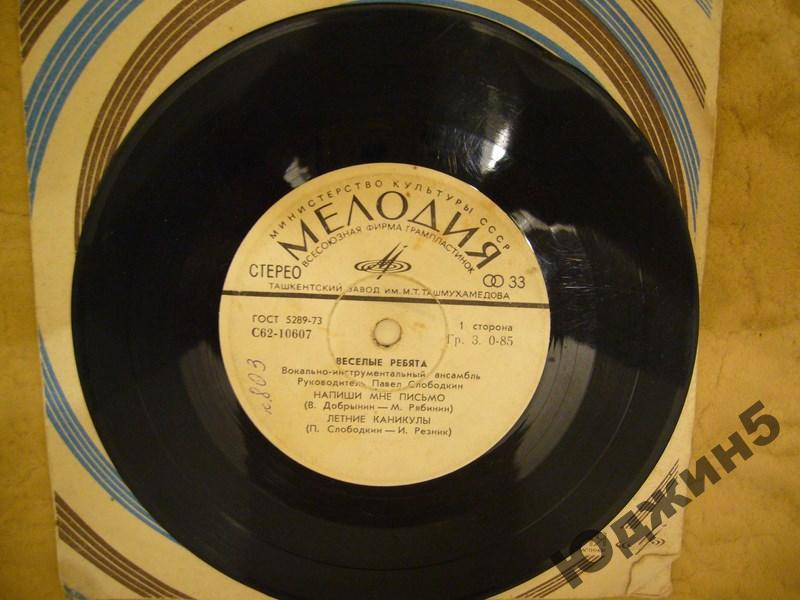 МИНИСТЕРСТВО КУЛЬТУРЫ СССР
МЕЛОДИЯ
ВСЕСОЮЗНАЯ ФИРМА ГРАМПЛАСТИНОК
СТЕРЕО
33
ТАШКЕНТСКИЙ ЗАВОД ИМ. М.Т. ТАШМУХАМЕДОВА
ГОСТ 5289-73
С62-10607
1 сторона
Гр. 3. 0-85
ВЕСЕЛЫЕ РЕБЯТА
Вокально-инструментальный ансамбль
Руководитель Павел Слободкин
НАПИШИ МНЕ ПИСЬМО
(В. Добрынин — М. Рябинин)
ЛЕТНИЕ КАНИКУЛЫ
(П. Слободкин — И. Резник)
к803
ЮДЖИН5